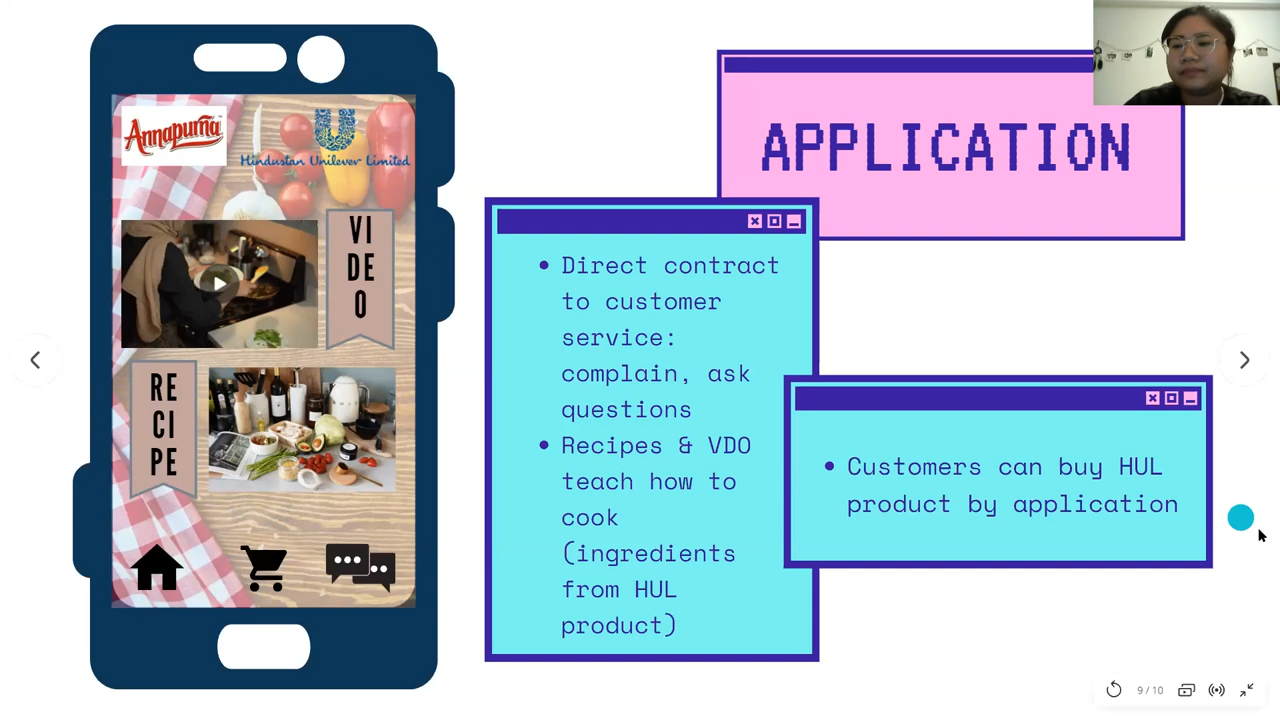 Annapurna
Hindustan Unilever Limited
VI
DE
O
RE
CI
PE
APPLICATION
• Direct contract
to customer
service:
complain, ask
questions
• Recipes & VDO
teach how to
cook
(ingredients
from HUL
product)
• Customers can buy HUL
product by application
9 / 10